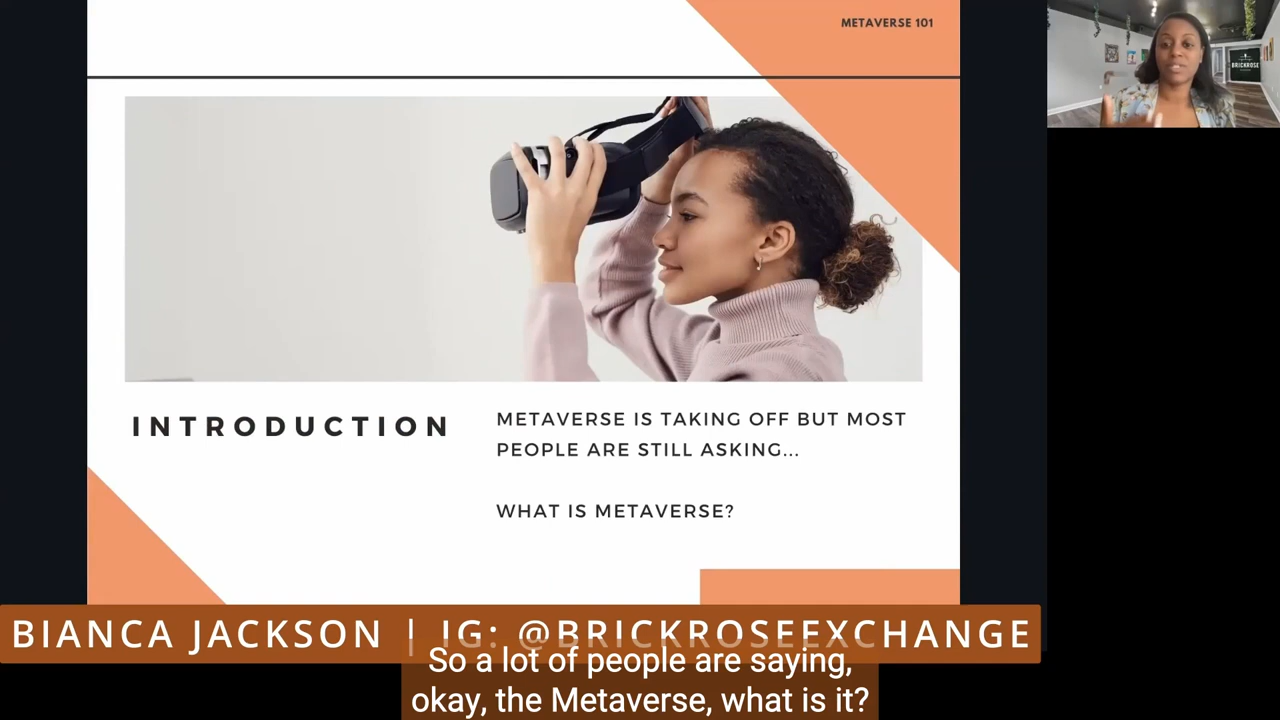 METAVERSE 101
BRICKROSE
INTRODUCTION
METAVERSE IS TAKING OFF BUT MOST
PEOPLE ARE STILL ASKING...
WHAT IS METAVERSE?
BIANCA JACKSON | IG: @BRICKROSEEXCHANGE
So a lot of people are saying,
okay, the Metaverse, what is it?